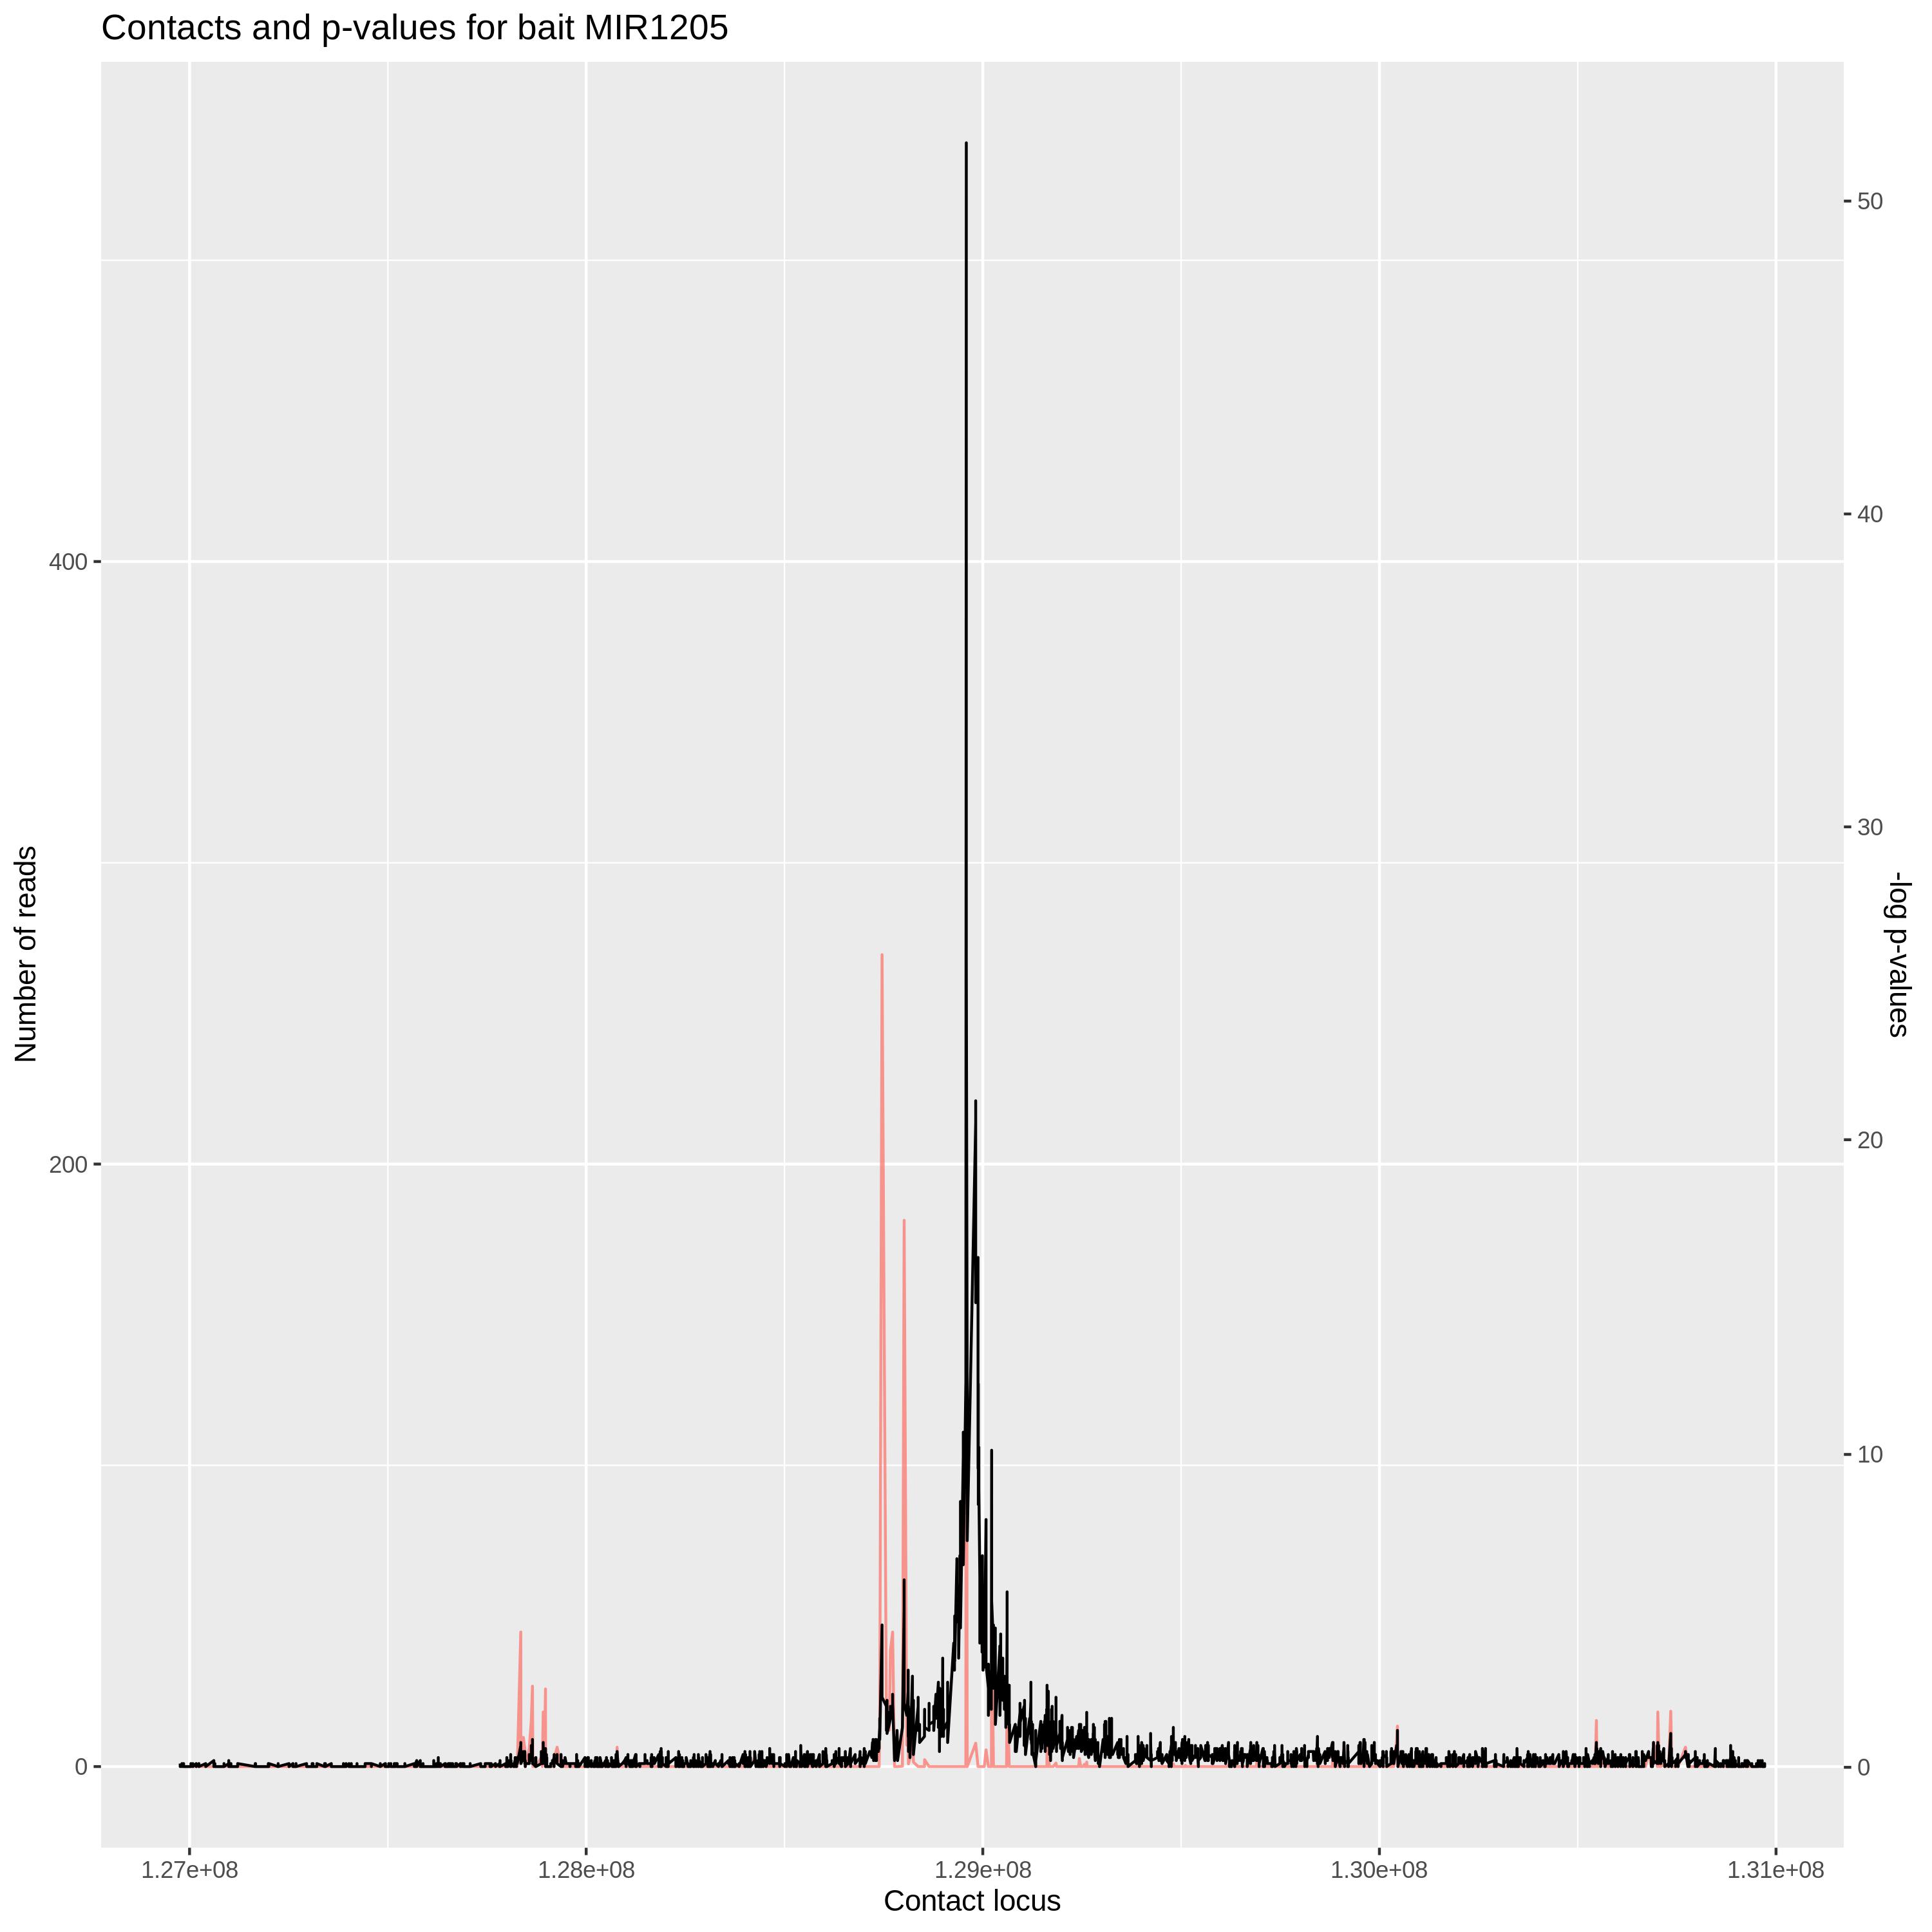 Contacts and p-values for bait MIR1205
Number of reads
400
200
0
50
40
30
20
10
0
-log p-values
1.27e+08
1.28e+08
1.29e+08
1.30e+08
1.31e+08
Contact locus